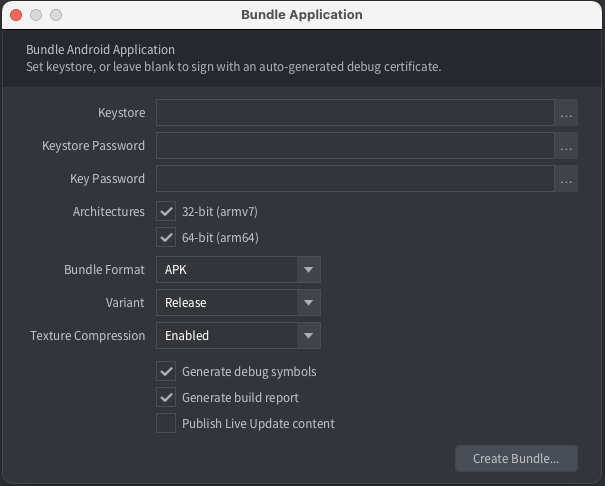 Bundle Application
Bundle Android Application
Set keystore, or leave blank to sign with an auto-generated debug certificate.
Keystore ...
Keystore Password ...
Key Password ...
Architectures 32-bit (armv7)
64-bit (arm64)
Bundle Format APK
Variant Release
Texture Compression Enabled
Generate debug symbols
Generate build report
Publish Live Update content
Create Bundle...